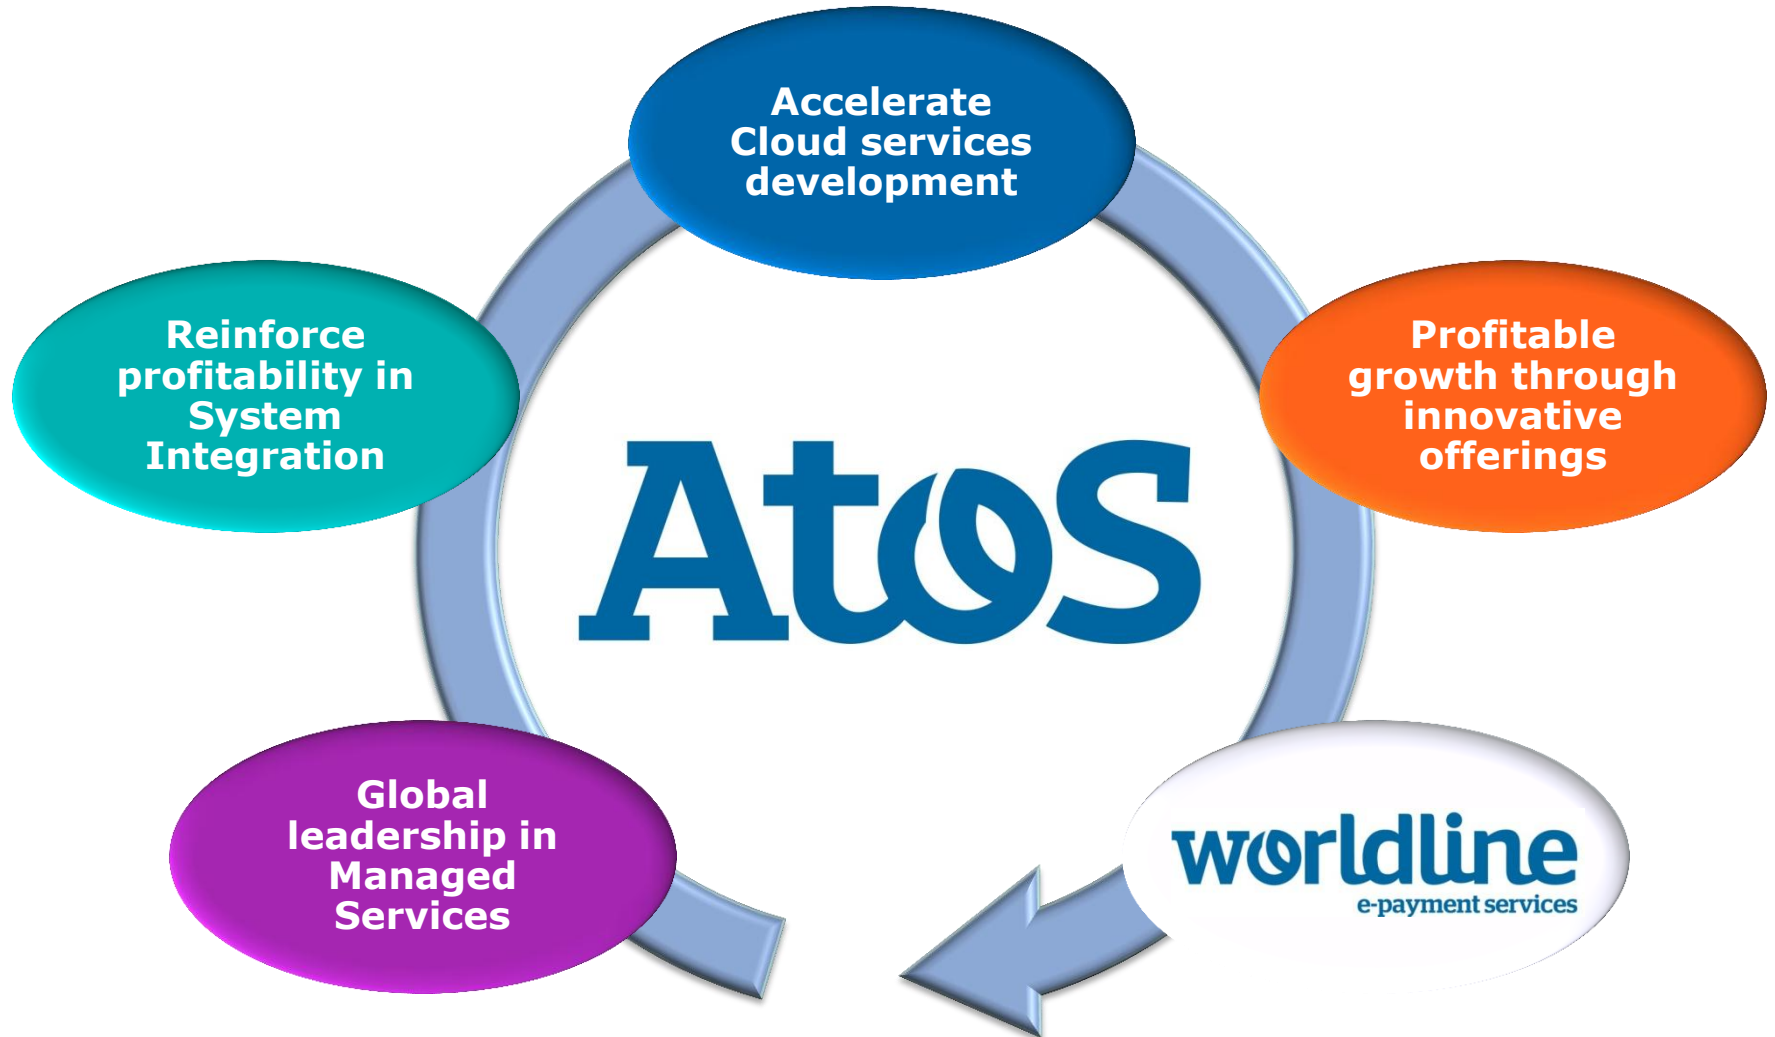 Accelerate
Cloud services
development
Reinforce
profitability in
System
Integration
Profitable
growth through
innovative
offerings
Atos
Global
leadership in
Managed
Services
worldline
e-payment services